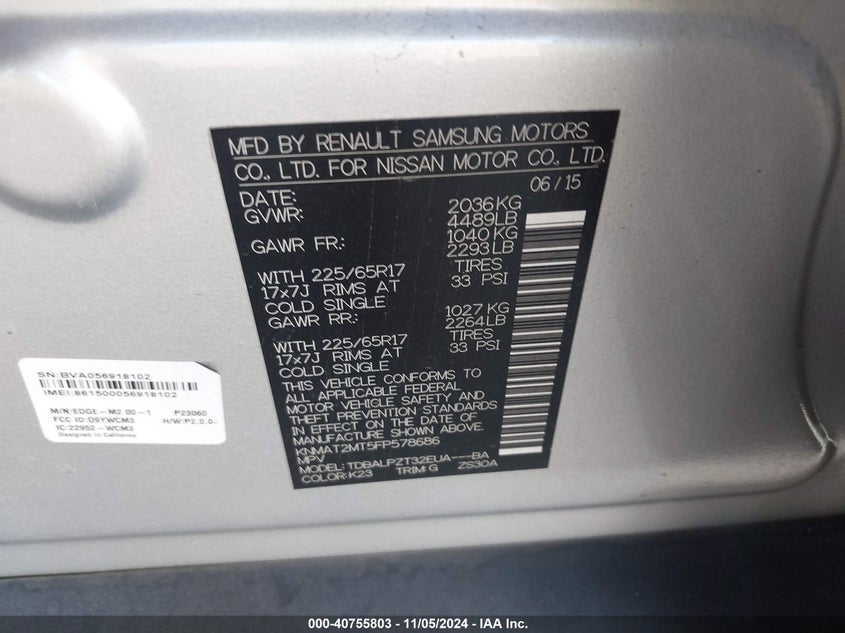 MFD BY RENAULT SAMSUNG MOTORS
CO., LTD. FOR NISSAN MOTOR CO., LTD.
DATE: 06/15
GVWR: 2036KG
4489LB
GAWR FR.: 1040 KG
2293LB
WITH 225/65R17 TIRES
17x7J RIMS AT 33 PSI
COLD SINGLE
GAWR RR.: 1027 KG
2264LB
WITH 225/65R17 TIRES
17x7J RIMS AT 33 PSI
COLD SINGLE
THIS VEHICLE CONFORMS TO
ALL APPLICABLE FEDERAL
MOTOR VEHICLE SAFETY AND
THEFT PREVENTION STANDARDS
IN EFFECT ON THE DATE OF
MANUFACTURE SHOWN ABOVE.
KNMAT2MT5FP578686
MPV
MODEL: TDBALPZT32EUA---BA
COLOR:K23 TRIM:G ZS30A
SN:BVA056918102
IMEI:861500056918102
M/N:EDGE-M2.00-1 P23060
FCC ID:O9YWCM3 H/W:P2.0.0-
IC:22952-WCM3
Designed in California
000-40755803 - 11/05/2024 - IAA Inc.